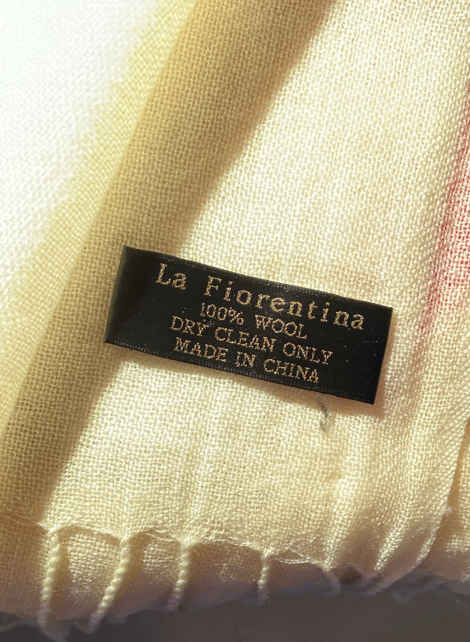 La Fiorentina
100% WOOL
DRY CLEAN ONLY
MADE IN CHINA